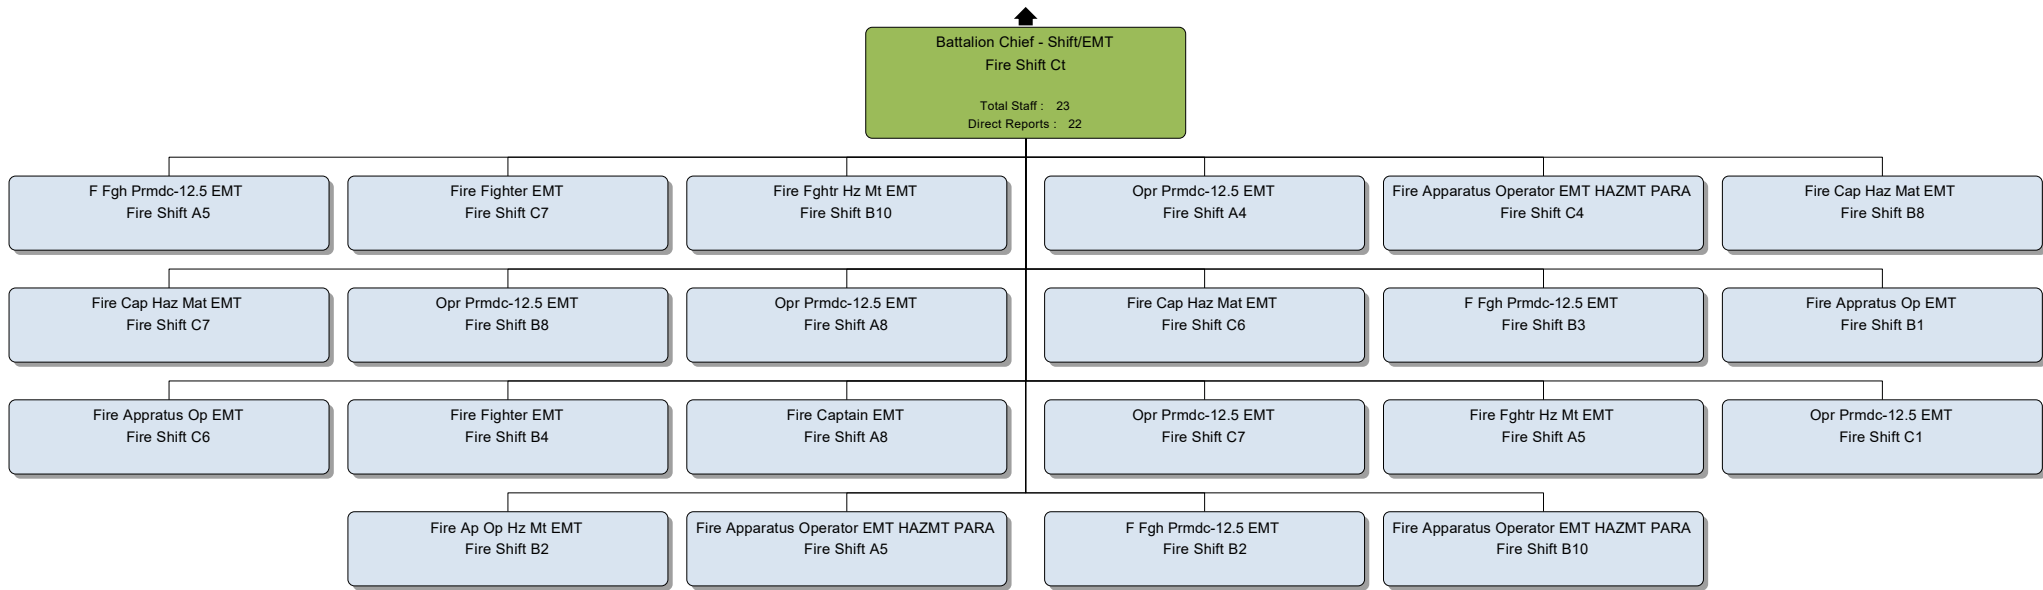 Battalion Chief - Shift/EMT
Fire Shift Ct
Total Staff : 23
Direct Reports : 22
F Fgh Prmdc-12.5 EMT
Fire Shift A5
Fire Fighter EMT
Fire Shift C7
Fire Fghtr Hz Mt EMT
Fire Shift B10
Opr Prmdc-12.5 EMT
Fire Shift A4
Fire Apparatus Operator EMT HAZMT PARA
Fire Shift C4
Fire Cap Haz Mat EMT
Fire Shift B8
Fire Cap Haz Mat EMT
Fire Shift C7
Opr Prmdc-12.5 EMT
Fire Shift B8
Opr Prmdc-12.5 EMT
Fire Shift A8
Fire Cap Haz Mat EMT
Fire Shift C6
F Fgh Prmdc-12.5 EMT
Fire Shift B3
Fire Appratus Op EMT
Fire Shift B1
Fire Appratus Op EMT
Fire Shift C6
Fire Fighter EMT
Fire Shift B4
Fire Captain EMT
Fire Shift A8
Opr Prmdc-12.5 EMT
Fire Shift C7
Fire Fghtr Hz Mt EMT
Fire Shift A5
Opr Prmdc-12.5 EMT
Fire Shift C1
Fire Ap Op Hz Mt EMT
Fire Shift B2
Fire Apparatus Operator EMT HAZMT PARA
Fire Shift A5
F Fgh Prmdc-12.5 EMT
Fire Shift B2
Fire Apparatus Operator EMT HAZMT PARA
Fire Shift B10